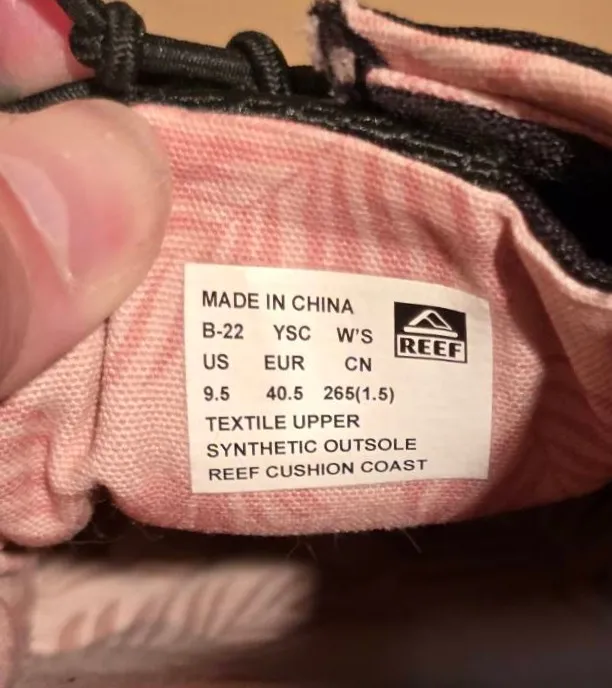 MADE IN CHINA
B-22 YSC W'S
REEF
US EUR CN
9.5 40.5 265(1.5)
TEXTILE UPPER
SYNTHETIC OUTSOLE
REEF CUSHION COAST